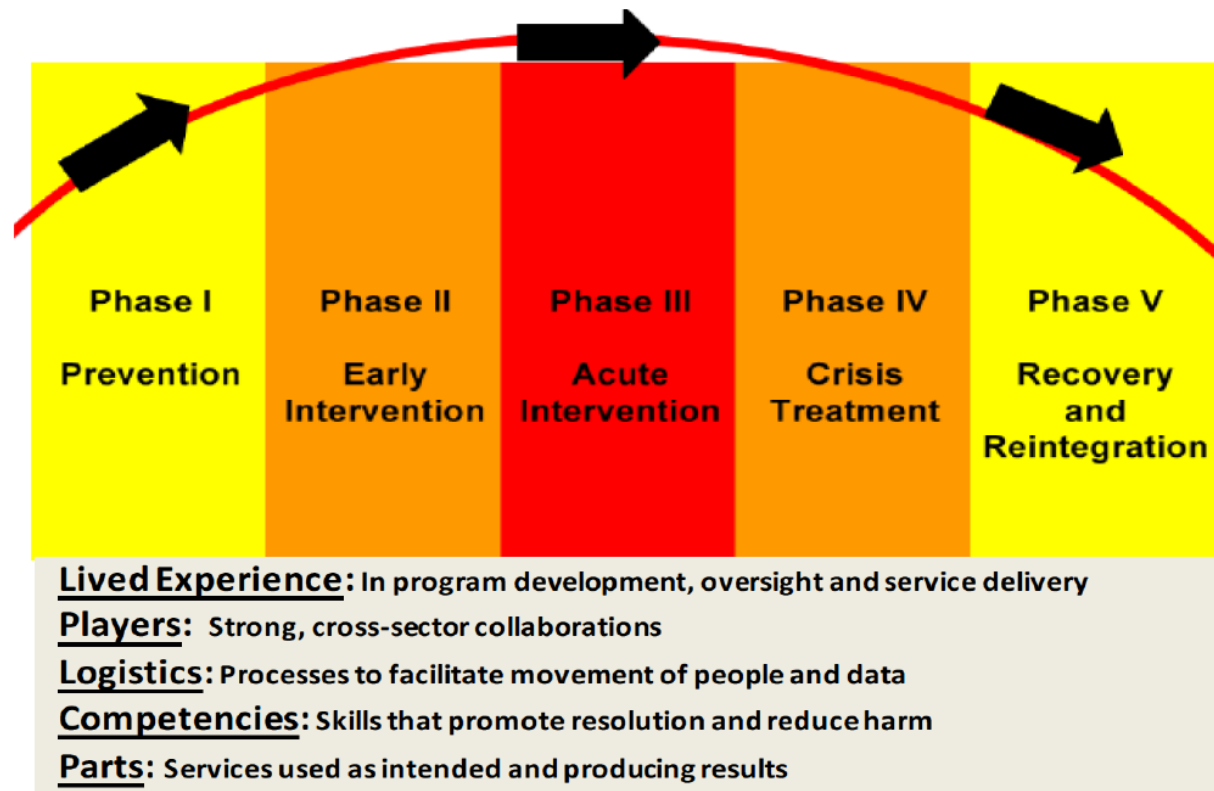 Phase I
Prevention
Phase II
Early
Intervention
Phase III
Acute
Intervention
Phase IV
Crisis
Treatment
Phase V
Recovery
and
Reintegration
Lived Experience: In program development, oversight and service delivery
Players: Strong, cross-sector collaborations
Logistics: Processes to facilitate movement of people and data
Competencies: Skills that promote resolution and reduce harm
Parts: Services used as intended and producing results